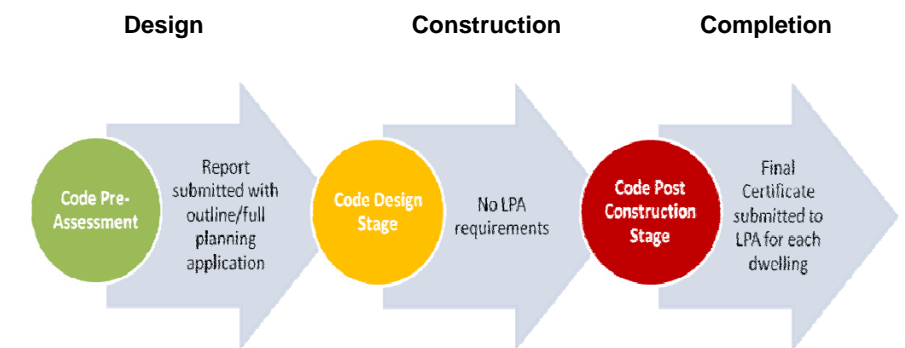 Design
Construction
Completion
Code Pre-
Assessment
Report
submitted with
outline/full
planning
application
Code Design
Stage
No LPA
requirements
Code Post
Construction
Stage
Final
Certificate
submitted to
LPA for each
dwelling